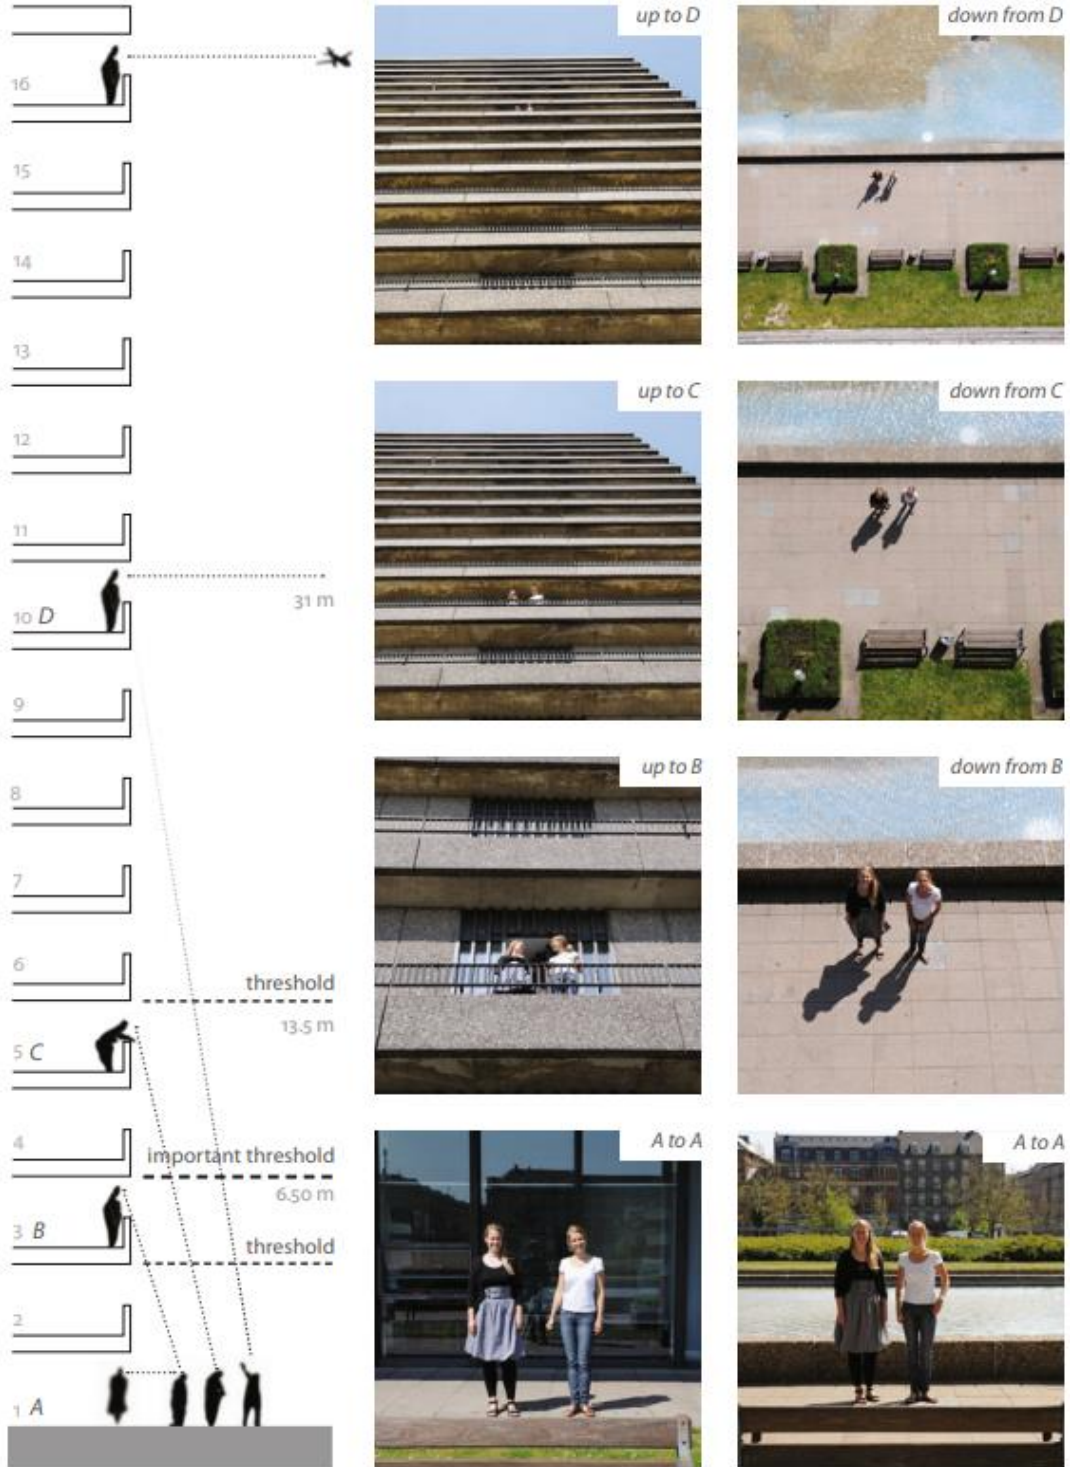 16
15
14
13
12
11
31 m
10 D
9
8
7
6
threshold
13.5 m
5 C
4
important threshold
6.50 m
3 B
threshold
2
1 A
up to D
down from D
up to C
down from C
up to B
down from B
A to A
A to A